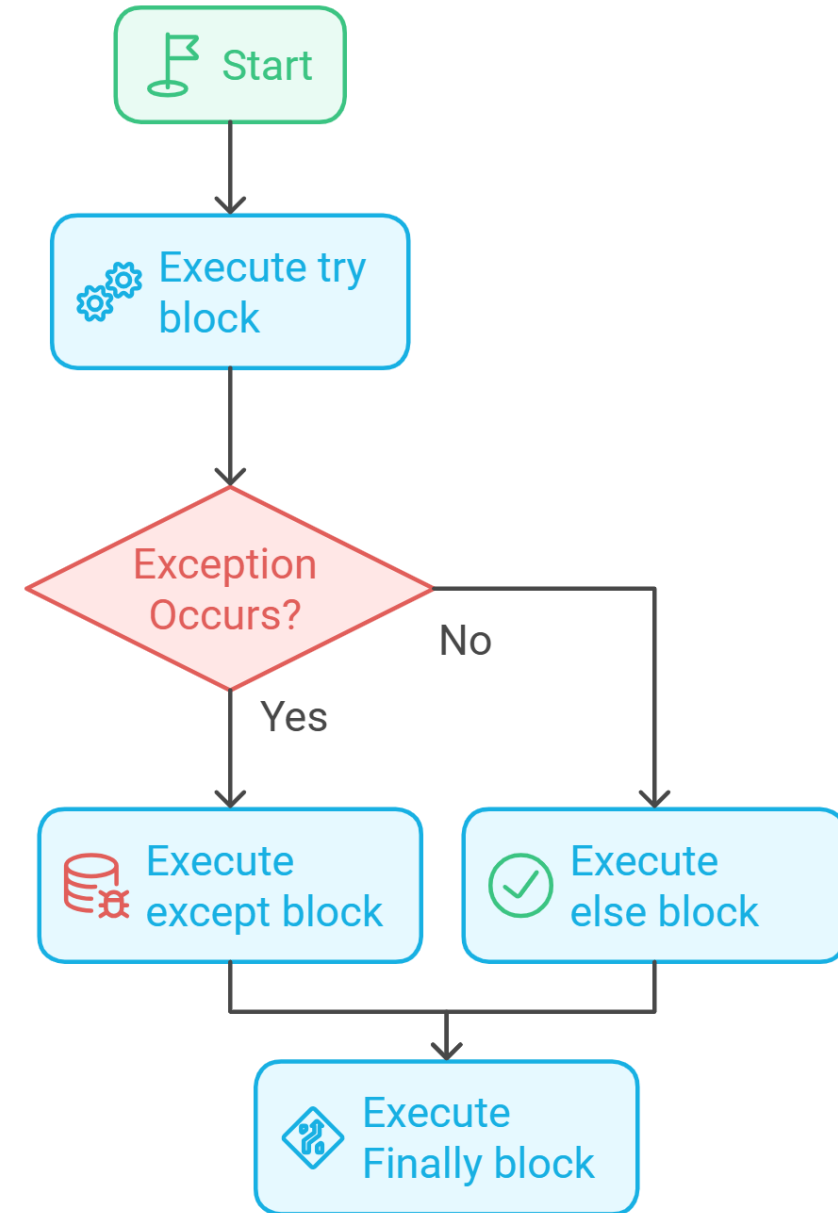 Start
Execute try
block
Exception
Occurs?
No
Yes
Execute
except block
Execute
else block
Execute
Finally block